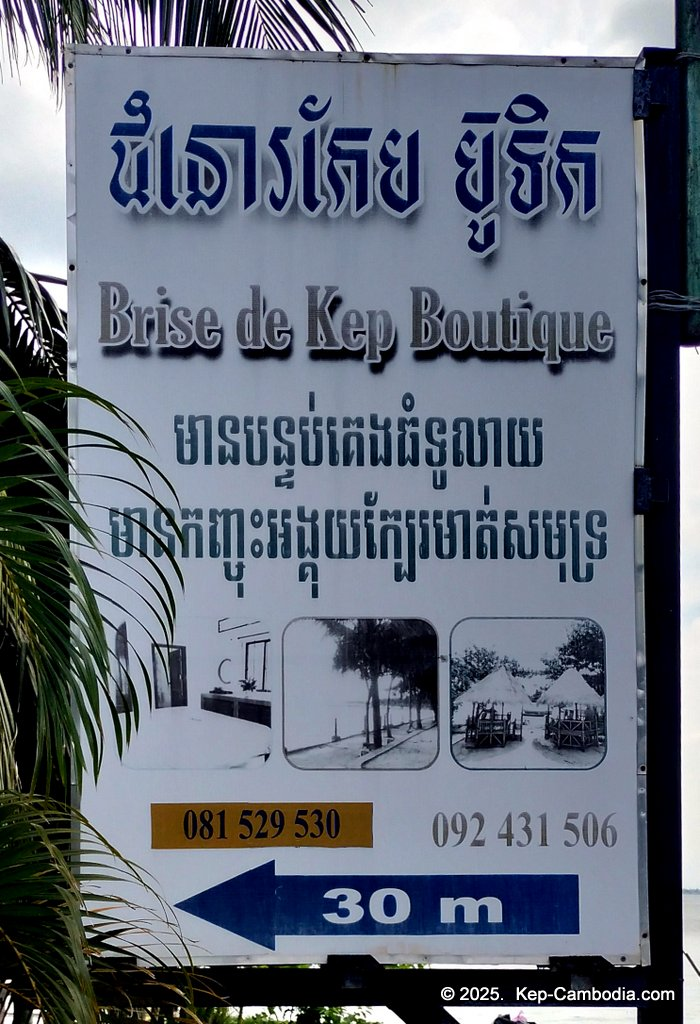 ជំនោរកែប ប៊ូទិក
Brise de Kep Boutique
មានបន្ទប់គេងធំទូលាយ
មានកញ្ចុះអង្គុយក្បែរមាត់សមុទ្រ
081 529 530
092 431 506
30 m
© 2025. Kep-Cambodia.com